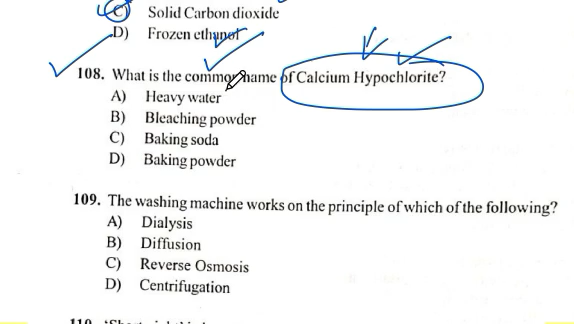 C) Solid Carbon dioxide
D) Frozen ethanol
108. What is the common name of Calcium Hypochlorite?
A) Heavy water
B) Bleaching powder
C) Baking soda
D) Baking powder
109. The washing machine works on the principle of which of the following?
A) Dialysis
B) Diffusion
C) Reverse Osmosis
D) Centrifugation
110.